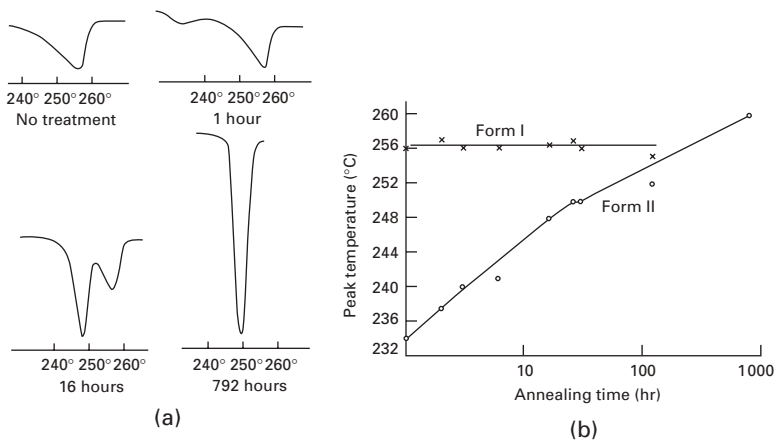 240° 250° 260°
No treatment
240° 250° 260°
1 hour
240° 250° 260°
16 hours
240° 250° 260°
792 hours
(a)
Peak temperature (°C)
260
256
252
248
244
240
236
232
Form I
Form II
10
100
1000
Annealing time (hr)
(b)